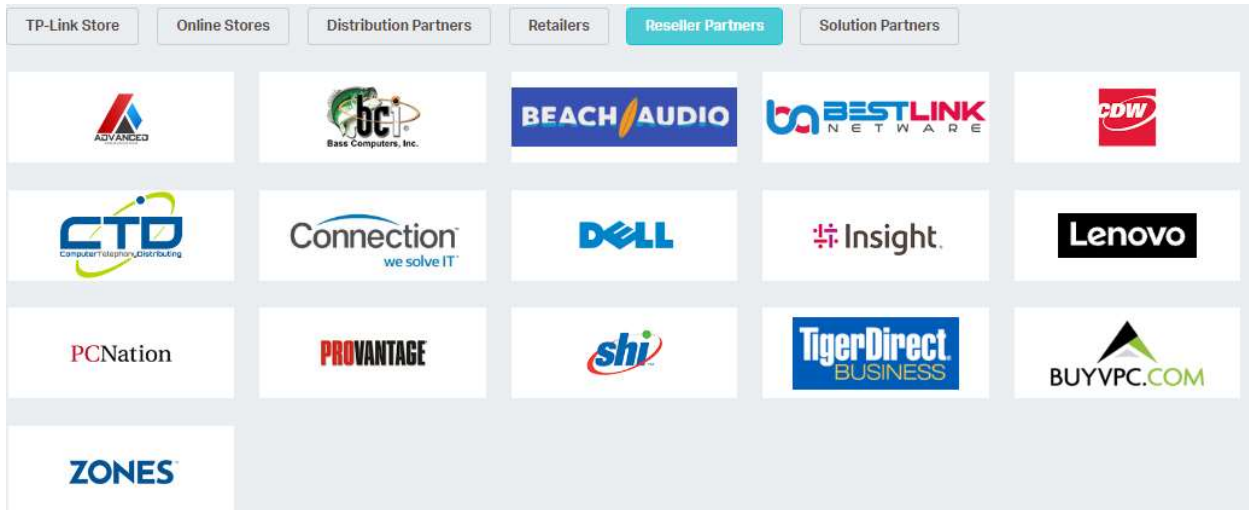 TP-Link Store
Online Stores
Distribution Partners
Retailers
Reseller Partners
Solution Partners
ADVANCED
bci
Bass Computers, Inc.
BEACH AUDIO
ba BESTLINK
NETWARE
CDW
CTD
ComputerTelephonyDistributing
Connection
we solve IT
DELL
Insight.
Lenovo
PCNation
PROVANTAGE
shi
TigerDirect
BUSINESS
BUYVPC.COM
ZONES